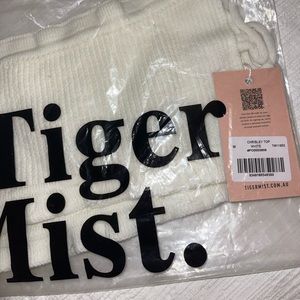 Tiger
Mist.
M
CHRISLEY TOP
WHITE
TIGERMIST.COM.AU